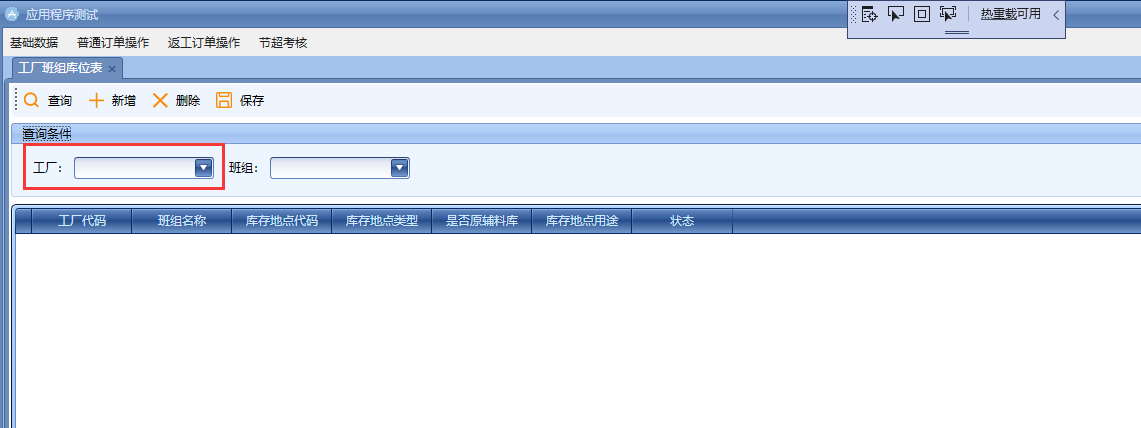 应用程序测试
热重载可用
基础数据 普通订单操作 返工订单操作 节超考核
工厂班组库位表
查询 新增 删除 保存
查询条件
工厂： 班组：
工厂代码 班组名称 库存地点代码 库存地点类型 是否原辅料库 库存地点用途 状态